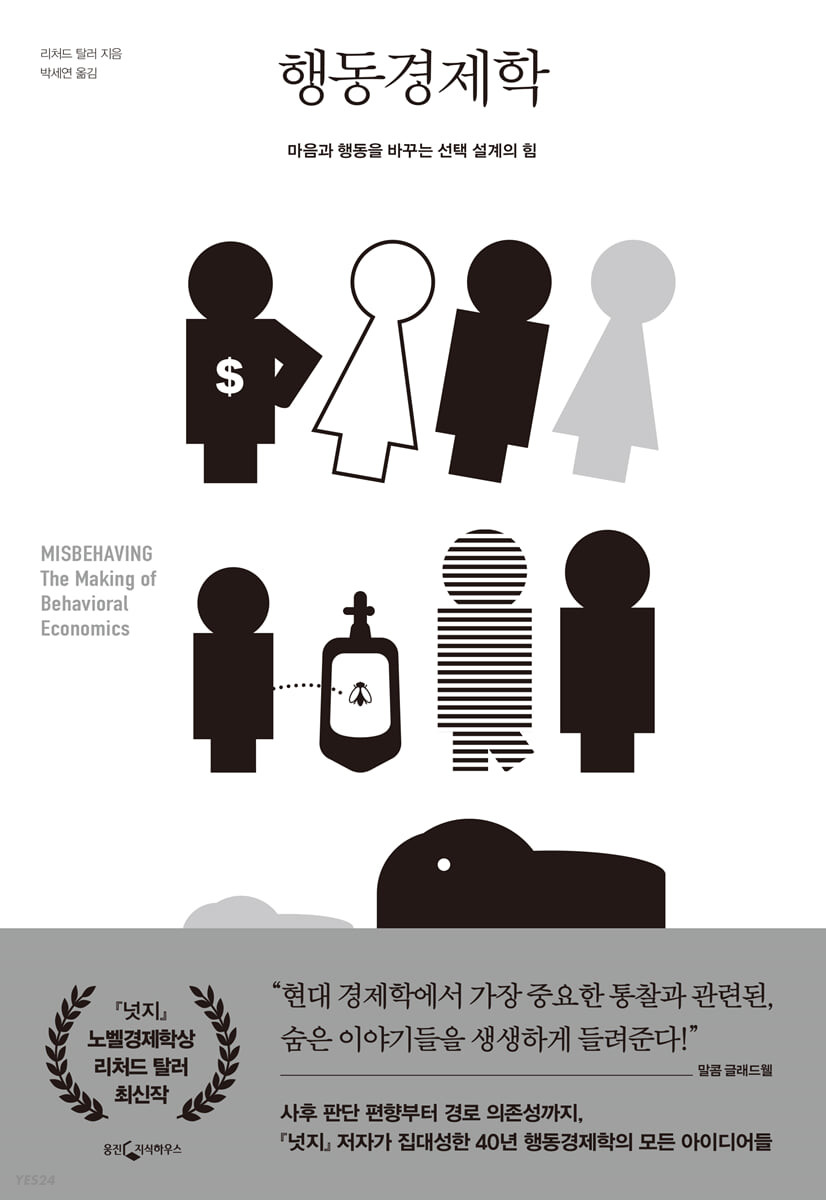 리처드 탈러 지음
박세연 옮김
행동경제학
마음과 행동을 바꾸는 선택 설계의 힘
$
MISBEHAVING
The Making of
Behavioral
Economics
『넛지』
노벨경제학상
리처드 탈러
최신작
웅진 지식하우스
“현대 경제학에서 가장 중요한 통찰과 관련된,
숨은 이야기들을 생생하게 들려준다!”
말콤 글래드웰
사후 판단 편향부터 경로 의존성까지,
『넛지』 저자가 집대성한 40년 행동경제학의 모든 아이디어들
YES24